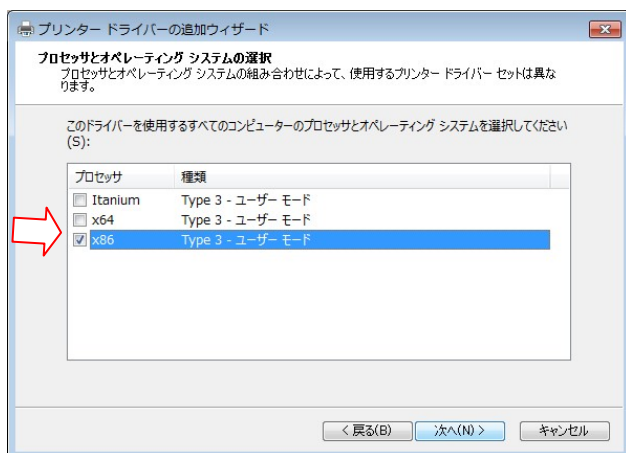 プリンター ドライバーの追加ウィザード
プロセッサとオペレーティング システムの選択
プロセッサとオペレーティング システムの組み合わせによって、使用するプリンター ドライバー セットは異な
ります。
このドライバーを使用するすべてのコンピューターのプロセッサとオペレーティング システムを選択してください
(S):
プロセッサ 種類
Itanium Type 3 - ユーザー モード
x64 Type 3 - ユーザー モード
x86 Type 3 - ユーザー モード
< 戻る(B) 次へ(N) > キャンセル